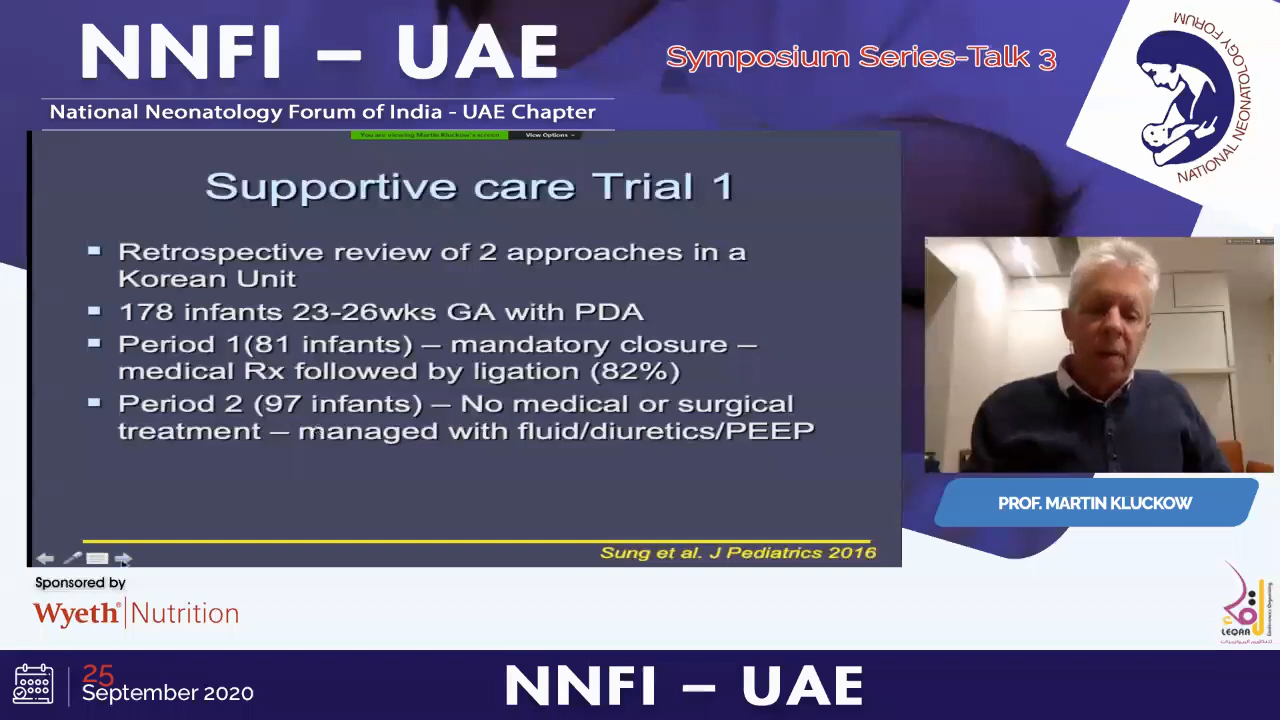 NNFI – UAE
National Neonatology Forum of India - UAE Chapter
Symposium Series-Talk 3
NATIONAL NEONATOLOGY FORUM
You are viewing Martin Kluckow's screen
View Options
Supportive care Trial 1
Retrospective review of 2 approaches in a
Korean Unit
178 infants 23-26wks GA with PDA
Period 1(81 infants) – mandatory closure –
medical Rx followed by ligation (82%)
Period 2 (97 infants) – No medical or surgical
treatment – managed with fluid/diuretics/PEEP
Sung et al. J Pediatrics 2016
PROF. MARTIN KLUCKOW
Sponsored by
Wyeth® Nutrition
LEQAA
25
September 2020
NNFI – UAE